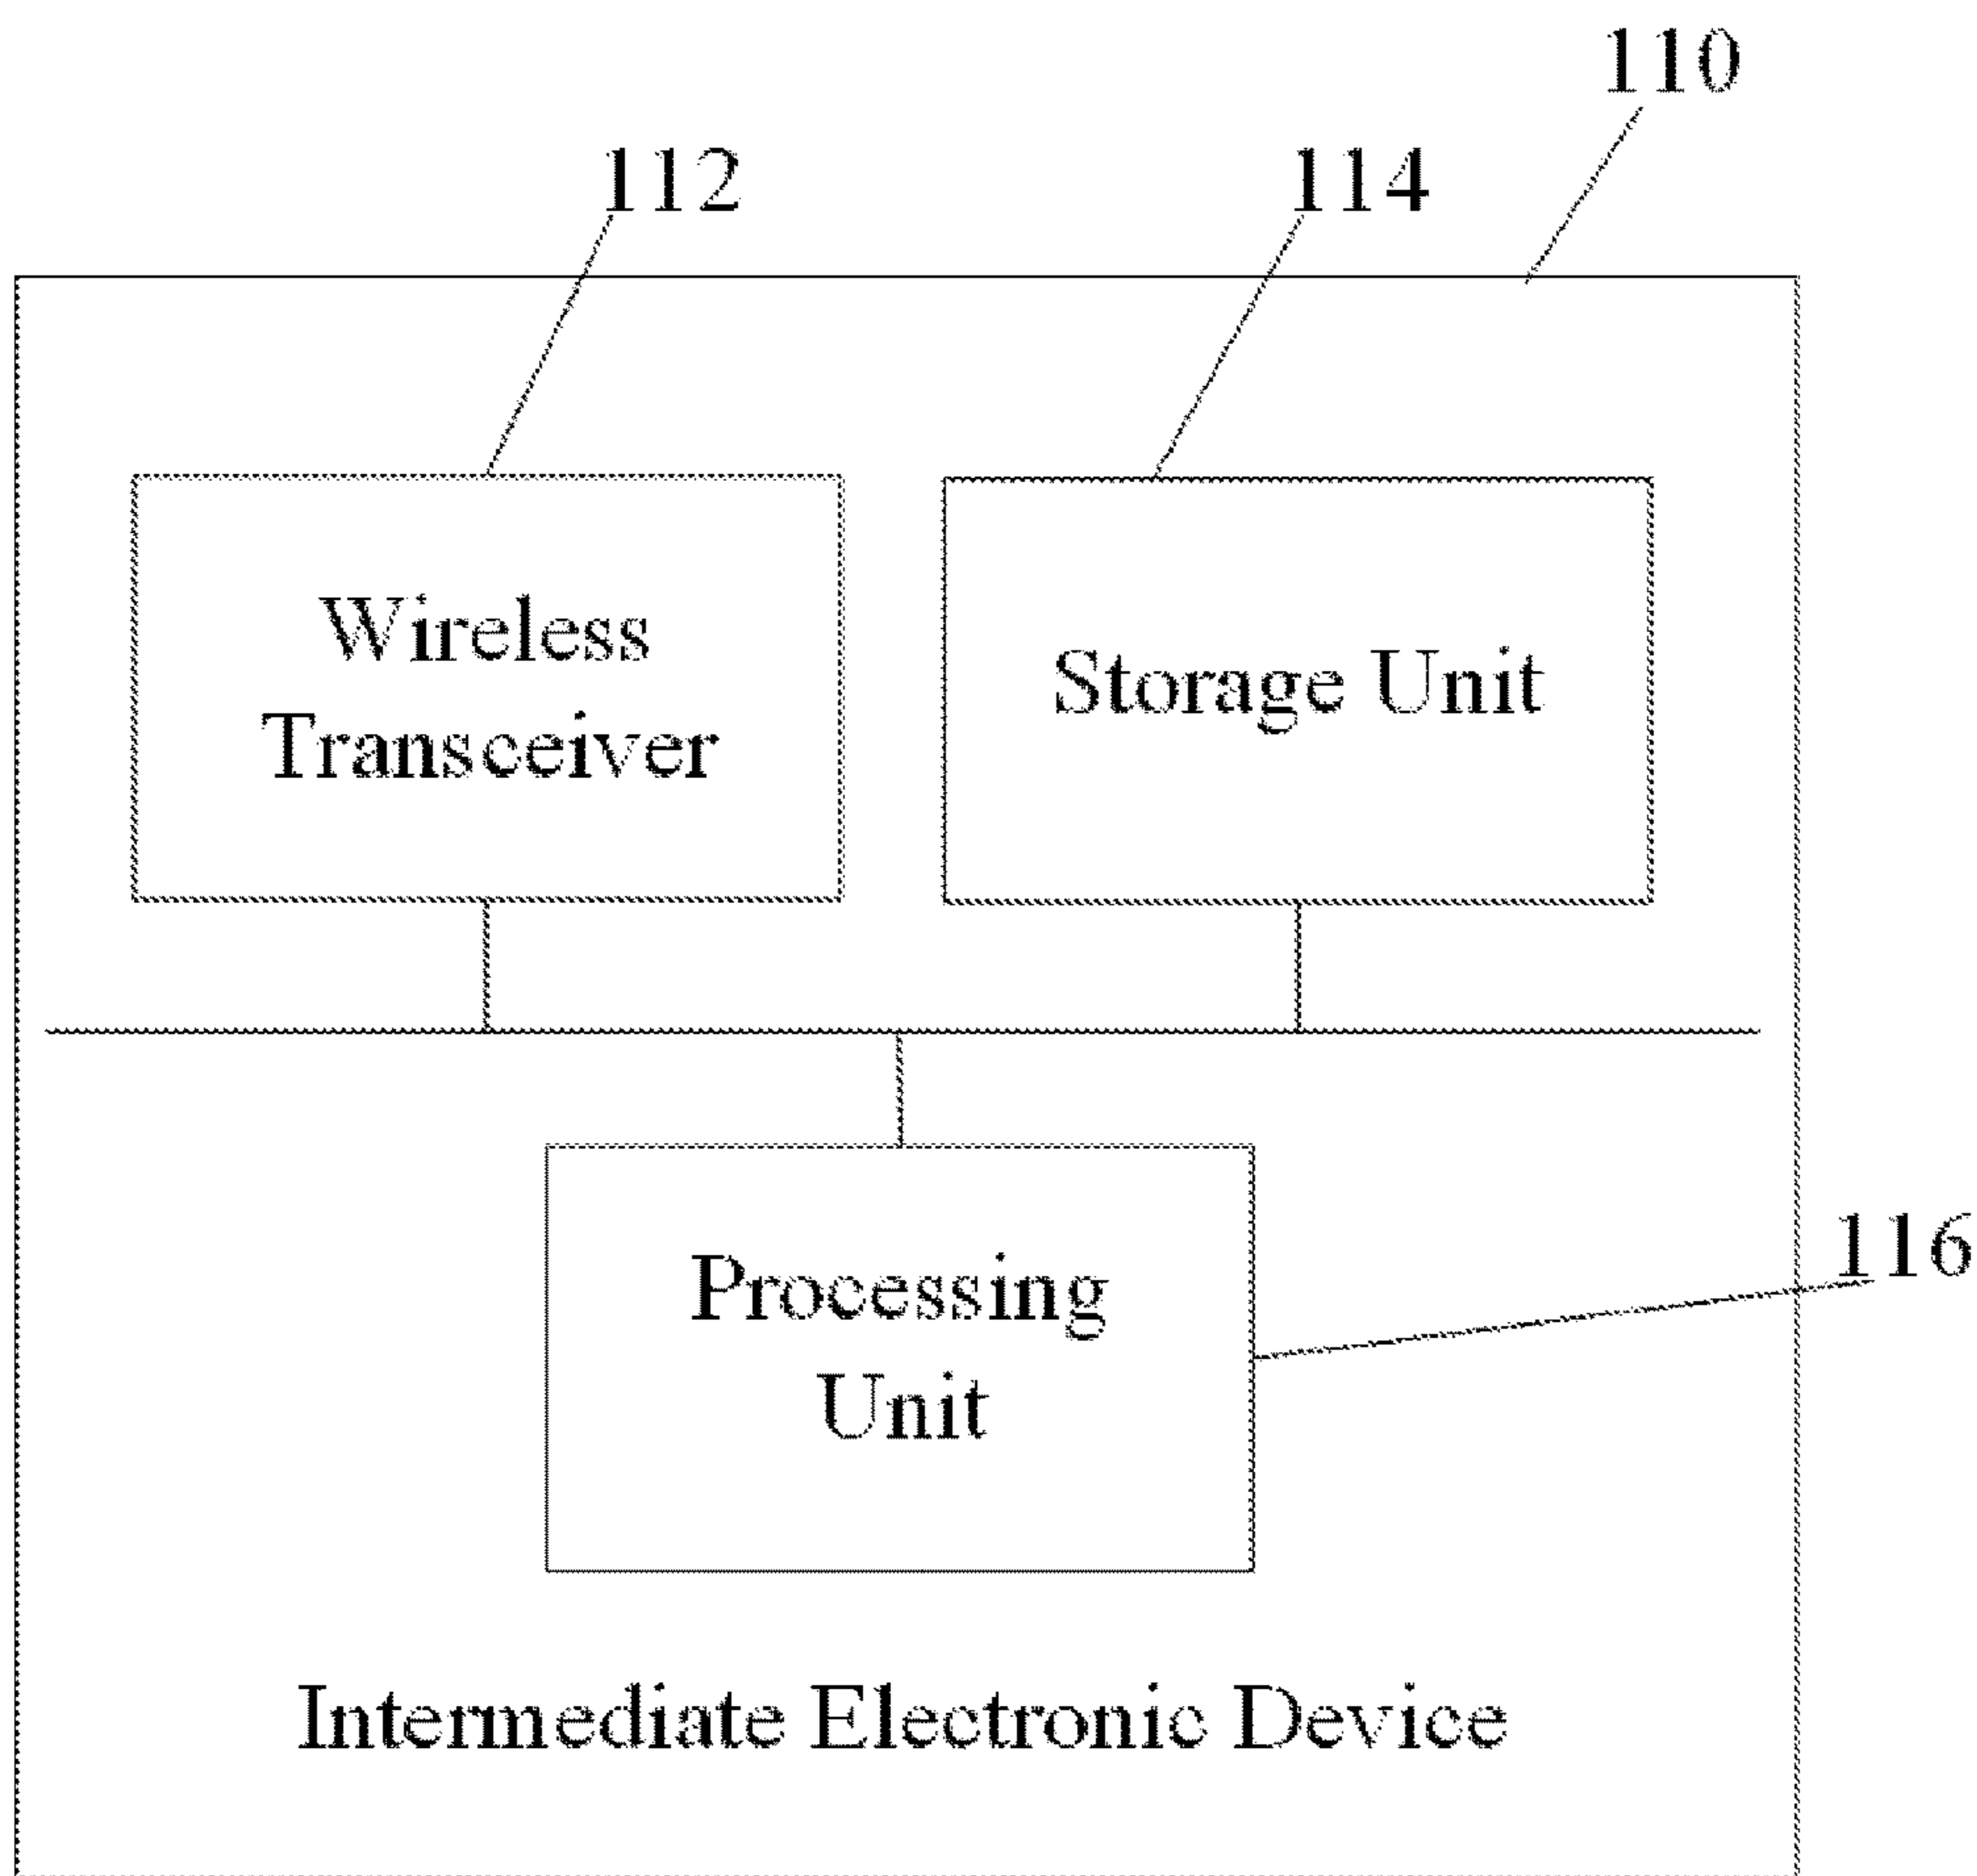 110
112
114
Wireless
Transceiver
Storage Unit
Processing
Unit
116
Intermediate Electronic Device